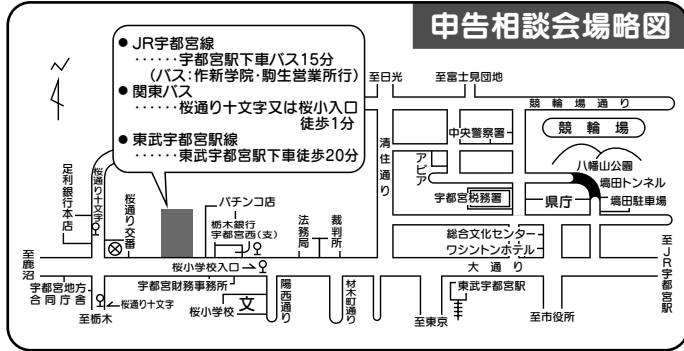 申告相談会場略図
● JR宇都宮線
……宇都宮駅下車バス15分
(バス:作新学院・駒生営業所行)
● 関東バス
……桜通り十文字又は桜小入口
徒歩1分
● 東武宇都宮駅線
……東武宇都宮駅下車徒歩20分
至日光
至富士見団地
競輪場通り
競輪場
中央警察署
清住通り
アピア
八幡山公園
塙田トンネル
宇都宮税務署
県庁
塙田駐車場
足利銀行本店
桜通り十文字
桜通り交番
パチンコ店
栃木銀行
宇都宮西(支)
法務局
裁判所
総合文化センター
ワシントンホテル
至鹿沼
桜小学校入口
大通り
至JR宇都宮駅
宇都宮地方
合同庁舎
宇都宮財務事務所
桜通り十文字
桜小学校
文
陽西通り
材木町通り
東武宇都宮駅
至栃木
至東京
至市役所